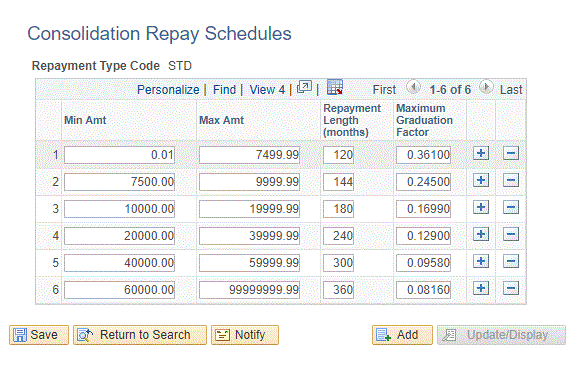 Consolidation Repay Schedules
Repayment Type Code STD
Personalize | Find | View 4 | | First 1-6 of 6 Last
Min Amt Max Amt Repayment Length (months) Maximum Graduation Factor
1 0.01 7499.99 120 0.36100 + −
2 7500.00 9999.99 144 0.24500 + −
3 10000.00 19999.99 180 0.16990 + −
4 20000.00 39999.99 240 0.12900 + −
5 40000.00 59999.99 300 0.09580 + −
6 60000.00 99999999.99 360 0.08160 + −
Save Return to Search Notify Add Update/Display